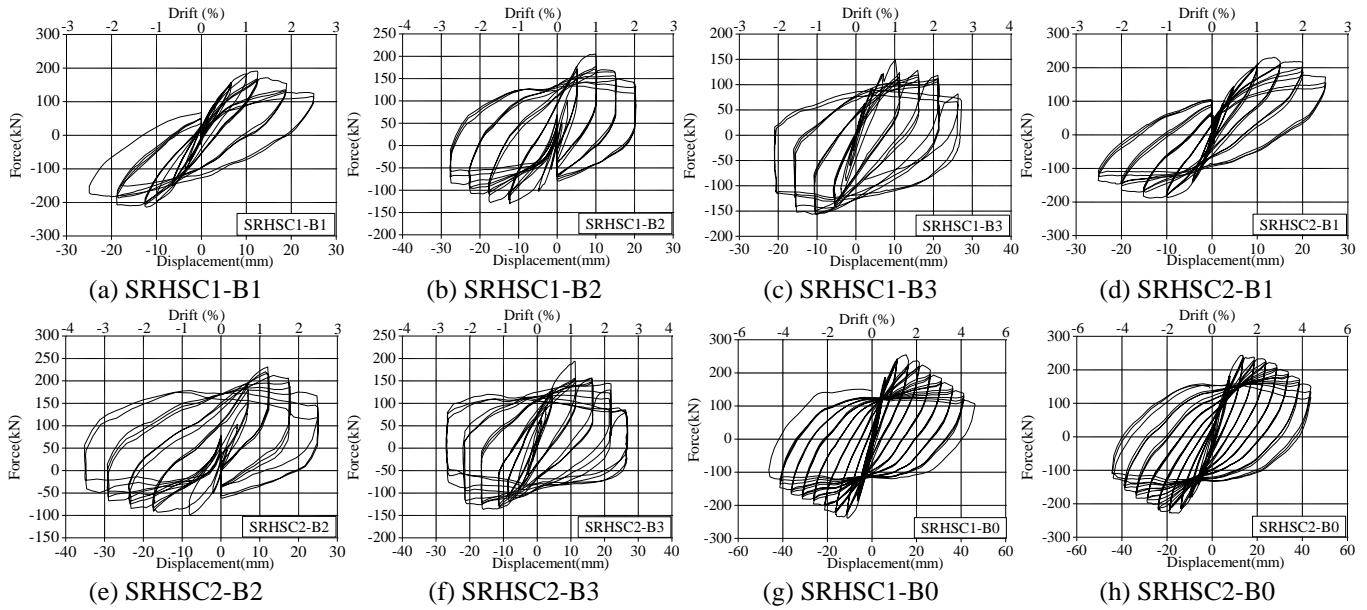 Drift (%)
-3 -2 -1 0 1 2 3
300
200
100
0
-100
-200
-300
Force(kN)
SRHSC1-B1
-30 -20 -10 0 10 20 30
Displacement(mm)
(a) SRHSC1-B1
Drift (%)
-4 -3 -2 -1 0 1 2 3
250
200
150
100
50
0
-50
-100
-150
200
Force(kN)
SRHSC1-B2
-40 -30 -20 -10 0 10 20 30
Displacement(mm)
(b) SRHSC1-B2
Drift (%)
-3 -2 -1 0 1 2 3 4
200
150
100
50
0
-50
-100
-150
200
Force(kN)
SRHSC1-B3
-30 -20 -10 0 10 20 30 40
Displacement(mm)
(c) SRHSC1-B3
Drift (%)
-3 -2 -1 0 1 2 3
300
200
100
0
-100
-200
-300
Force(kN)
SRHSC2-B1
-30 -20 -10 0 10 20 30
Displacement(mm)
(d) SRHSC2-B1
Drift (%)
-4 -3 -2 -1 0 1 2 3
300
250
200
150
100
50
0
-50
-100
-150
Force(kN)
SRHSC2-B2
-40 -30 -20 -10 0 10 20 30
Displacement(mm)
(e) SRHSC2-B2
Drift (%)
-4 -3 -2 -1 0 1 2 3
250
200
150
100
50
0
-50
-100
-150
200
Force(kN)
SRHSC2-B3
-40 -30 -20 -10 0 10 20 30
Displacement(mm)
(f) SRHSC2-B3
Drift (%)
-6 -4 -2 0 2 4 6
300
200
100
0
-100
-200
-300
Force(kN)
SRHSC1-B0
-60 -40 -20 0 20 40 60
Displacement(mm)
(g) SRHSC1-B0
Drift (%)
-6 -4 -2 0 2 4 6
300
200
100
0
-100
-200
-300
Force(kN)
SRHSC2-B0
-60 -40 -20 0 20 40 60
Displacement(mm)
(h) SRHSC2-B0